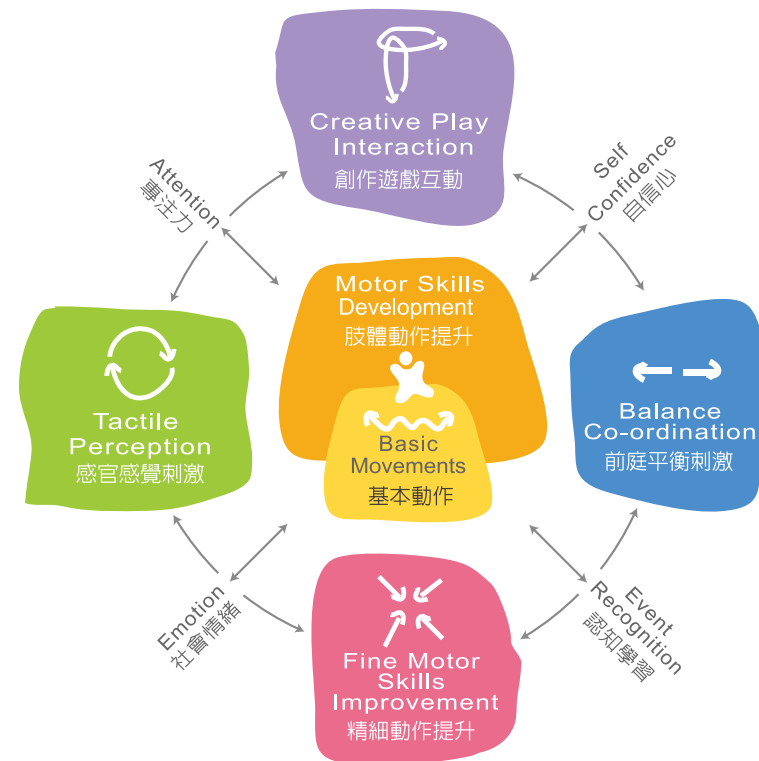 Creative Play
Interaction
創作遊戲互動
Attention
專注力
Self
Confidence
自信心
Motor Skills
Development
肢體動作提升
Tactile
Perception
感官感覺刺激
Basic
Movements
基本動作
Balance
Co-ordination
前庭平衡刺激
Emotion
社會情緒
Event
Recognition
認知學習
Fine Motor
Skills
Improvement
精細動作提升